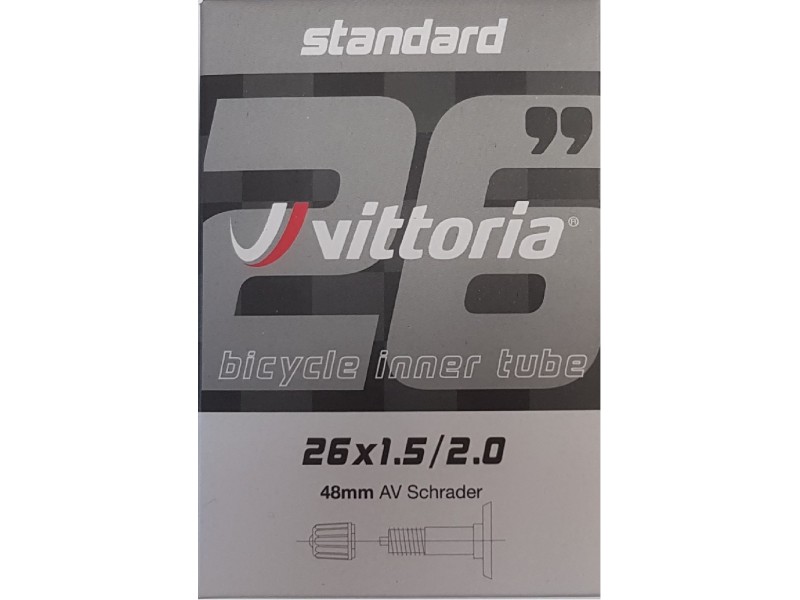 standard
26”
vittoria®
bicycle inner tube
26x1.5/2.0
48mm AV Schrader